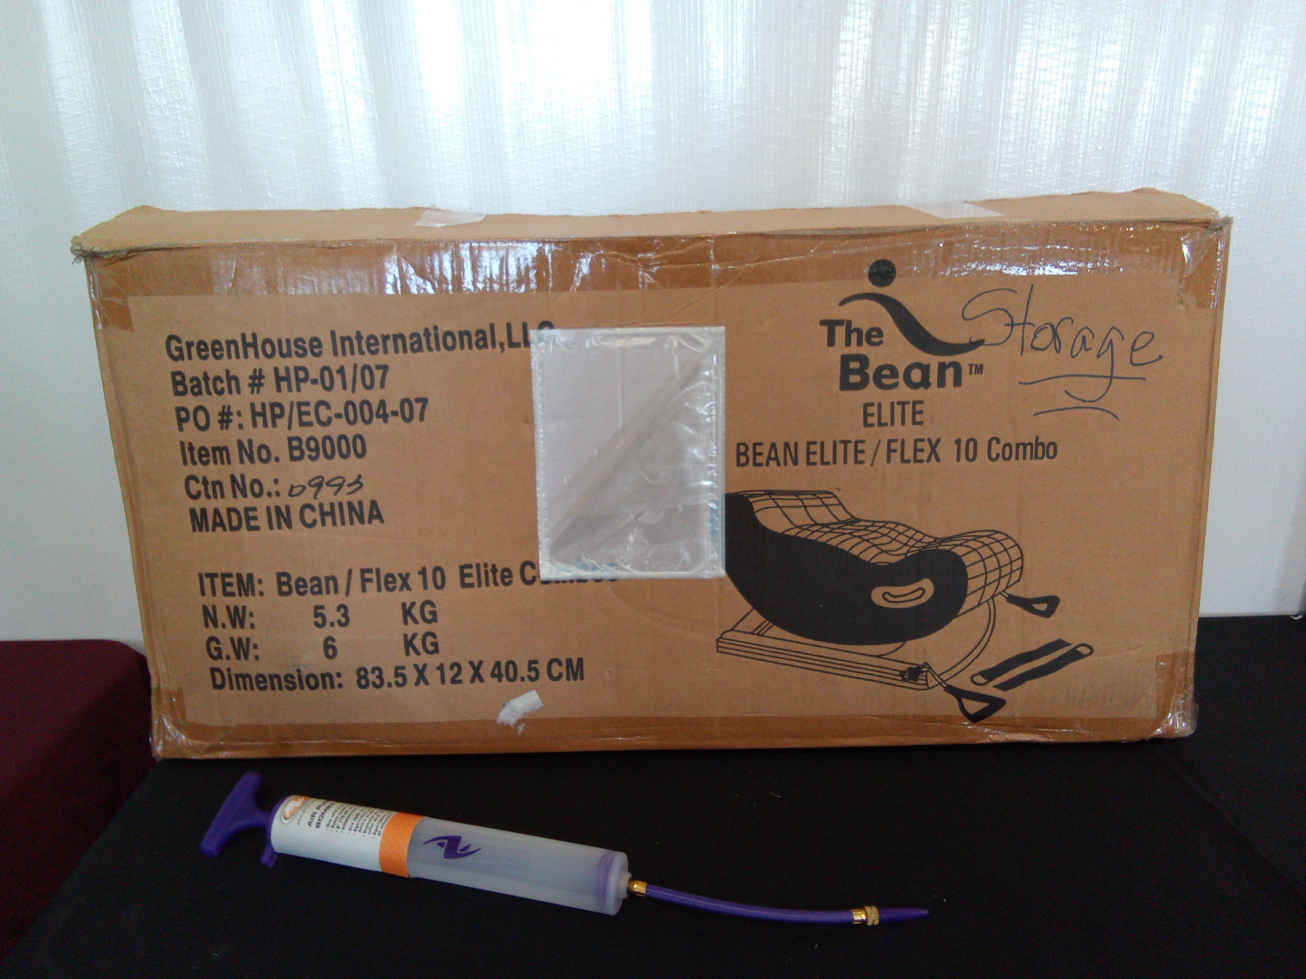 GreenHouse International,LLC
Batch # HP-01/07
PO #: HP/EC-004-07
Item No. B9000
Ctn No.: 0993
MADE IN CHINA
ITEM: Bean / Flex 10 Elite Combos
N.W: 5.3 KG
G.W: 6 KG
Dimension: 83.5 X 12 X 40.5 CM
The
Bean™
Storage
ELITE
BEAN ELITE / FLEX 10 Combo